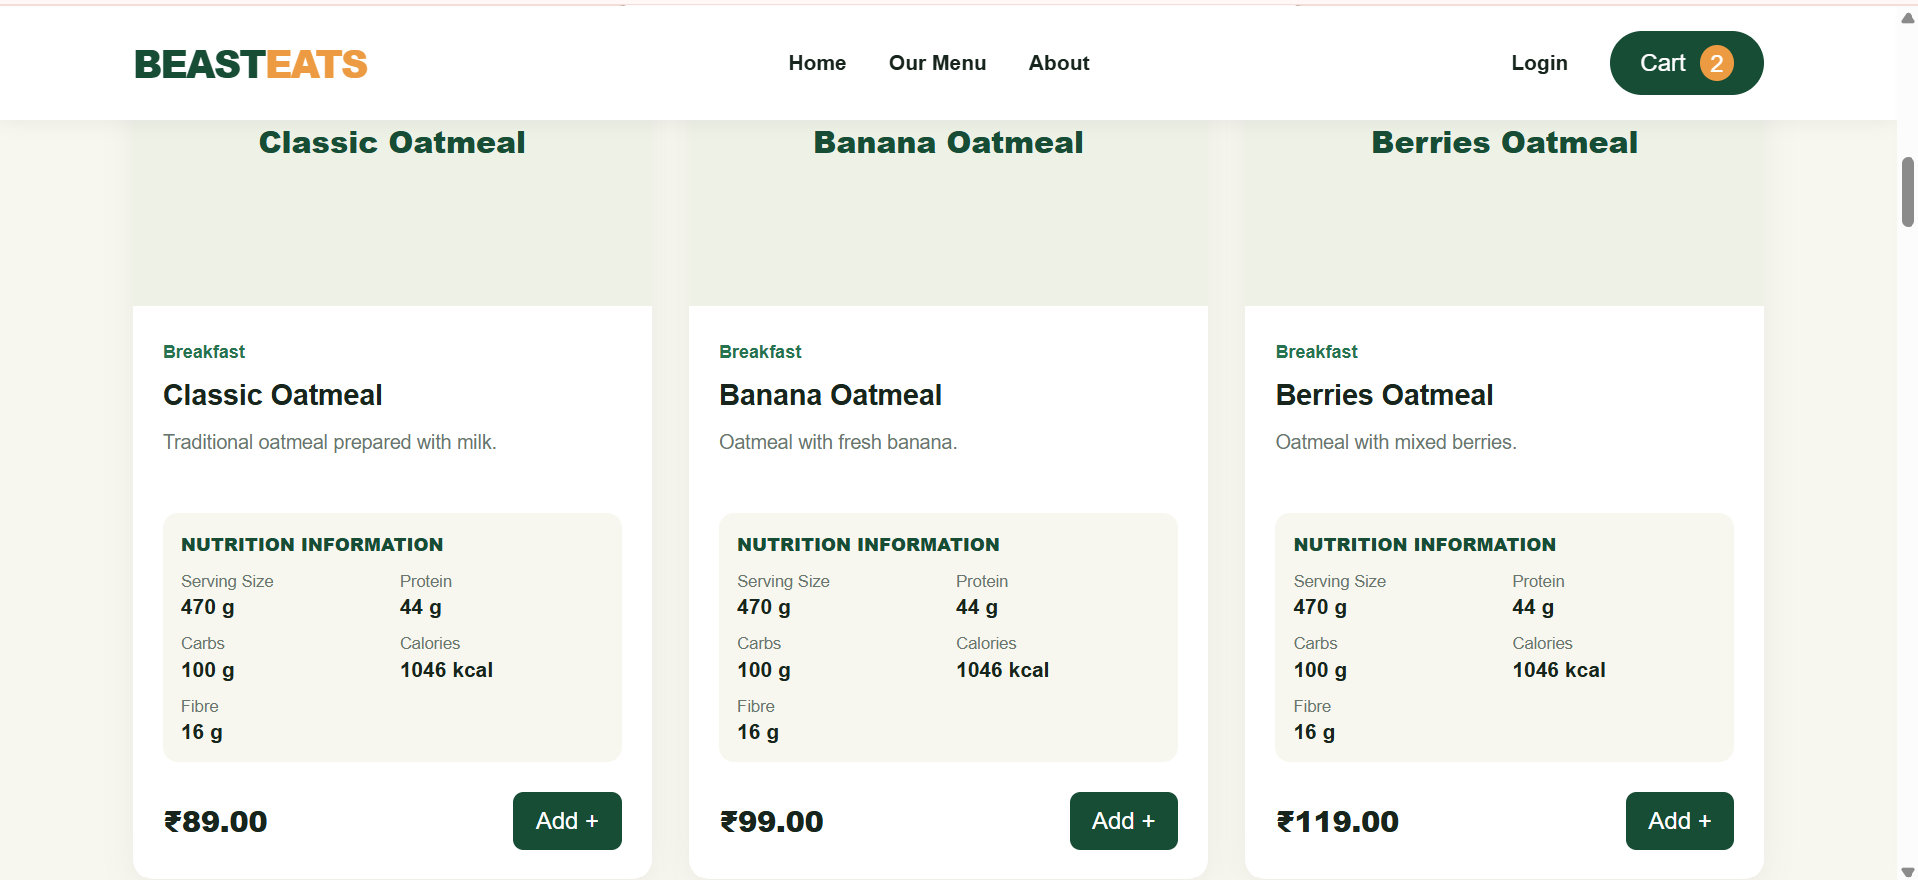 BEASTEATS
Home Our Menu About
Login
Cart 2
Classic Oatmeal
Banana Oatmeal
Berries Oatmeal
Breakfast
Classic Oatmeal
Traditional oatmeal prepared with milk.
NUTRITION INFORMATION
Serving Size Protein
470 g 44 g
Carbs Calories
100 g 1046 kcal
Fibre
16 g
₹89.00 Add +
Breakfast
Banana Oatmeal
Oatmeal with fresh banana.
NUTRITION INFORMATION
Serving Size Protein
470 g 44 g
Carbs Calories
100 g 1046 kcal
Fibre
16 g
₹99.00 Add +
Breakfast
Berries Oatmeal
Oatmeal with mixed berries.
NUTRITION INFORMATION
Serving Size Protein
470 g 44 g
Carbs Calories
100 g 1046 kcal
Fibre
16 g
₹119.00 Add +